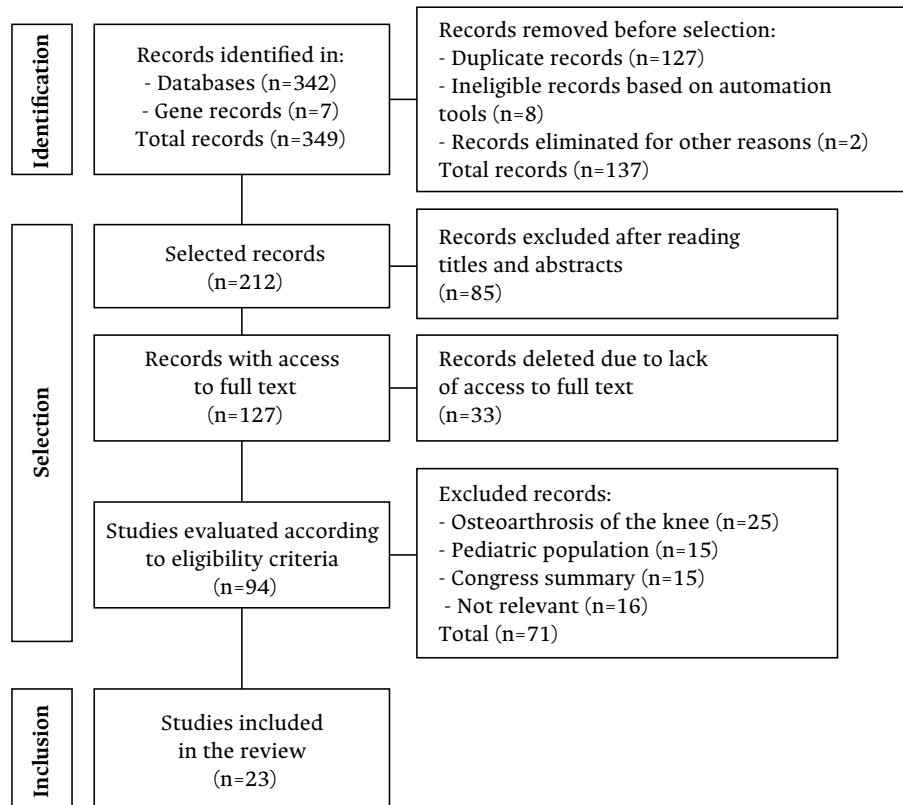 Identification
Records identified in:
- Databases (n=342)
- Gene records (n=7)
Total records (n=349)
Records removed before selection:
- Duplicate records (n=127)
- Ineligible records based on automation
tools (n=8)
- Records eliminated for other reasons (n=2)
Total records (n=137)
Selection
Selected records
(n=212)
Records excluded after reading
titles and abstracts
(n=85)
Records with access
to full text
(n=127)
Records deleted due to lack
of access to full text
(n=33)
Studies evaluated according
to eligibility criteria
(n=94)
Excluded records:
- Osteoarthrosis of the knee (n=25)
- Pediatric population (n=15)
- Congress summary (n=15)
- Not relevant (n=16)
Total (n=71)
Inclusion
Studies included
in the review
(n=23)